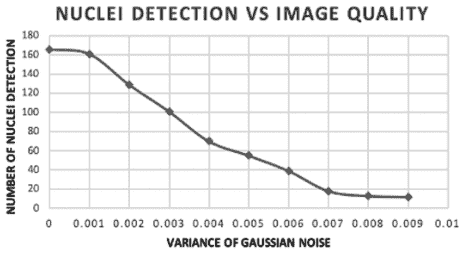 NUCLEI DETECTION VS IMAGE QUALITY
NUMBER OF NUCLEI DETECTION
180
160
140
120
100
80
60
40
20
0
0 0.001 0.002 0.003 0.004 0.005 0.006 0.007 0.008 0.009 0.01
VARIANCE OF GAUSSIAN NOISE